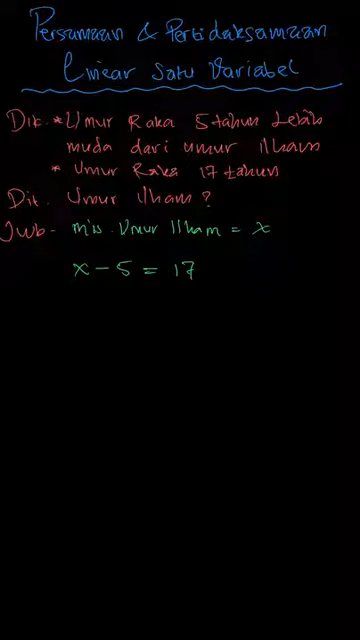 Persamaan & Pertidaksamaan
Linear Satu Variabel
Dik. * Umur Raka 5 tahun Lebih
muda dari umur Ilham
* Umur Raka 17 tahun
Dit. Umur Ilham?
Jwb. mis. Umur Ilham = x
x - 5 = 17